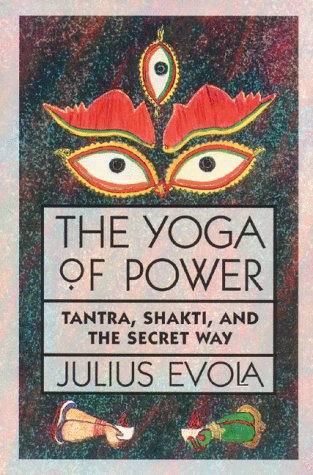 THE YOGA
OF POWER
TANTRA, SHAKTI, AND
THE SECRET WAY
JULIUS EVOLA